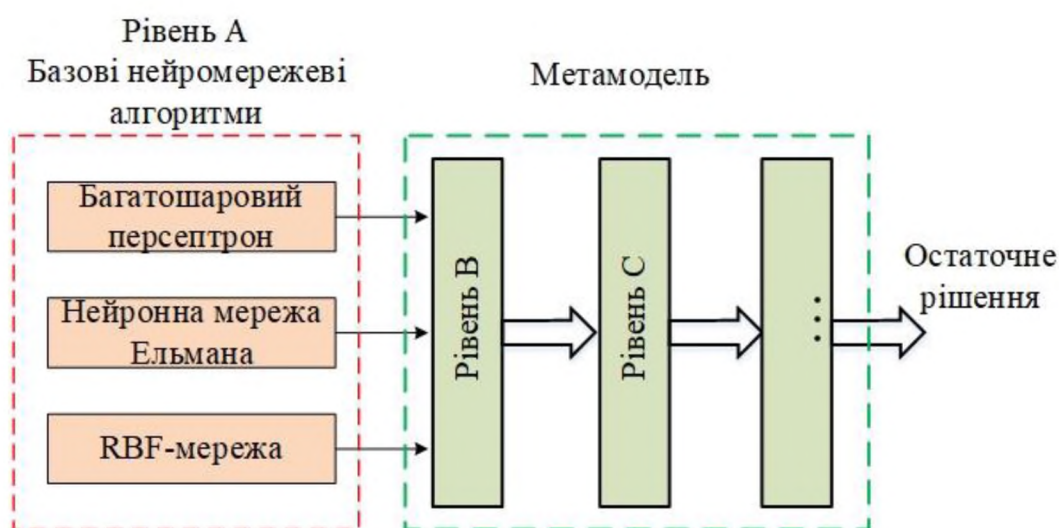 Рівень А
Базові нейромережеві
алгоритми
Метамодель
Багатошаровий
персептрон
Нейронна мережа
Ельмана
RBF-мережа
Рівень В
Рівень С
...
Остаточне
рішення